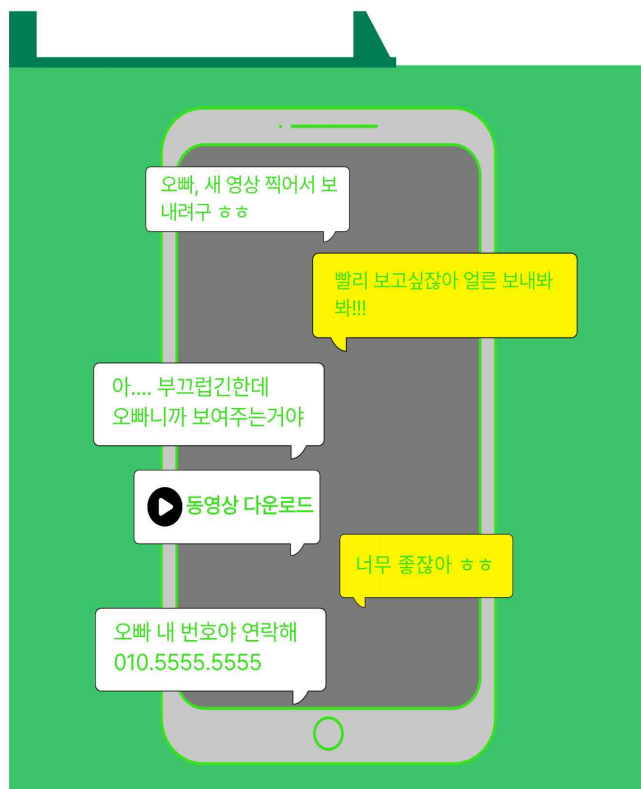 오빠, 새 영상 찍어서 보
내려구 ㅎㅎ
빨리 보고싶잖아 얼른 보내봐
봐!!!
아.... 부끄럽긴한데
오빠니까 보여주는거야
동영상 다운로드
너무 좋잖아 ㅎㅎ
오빠 내 번호야 연락해
010.5555.5555